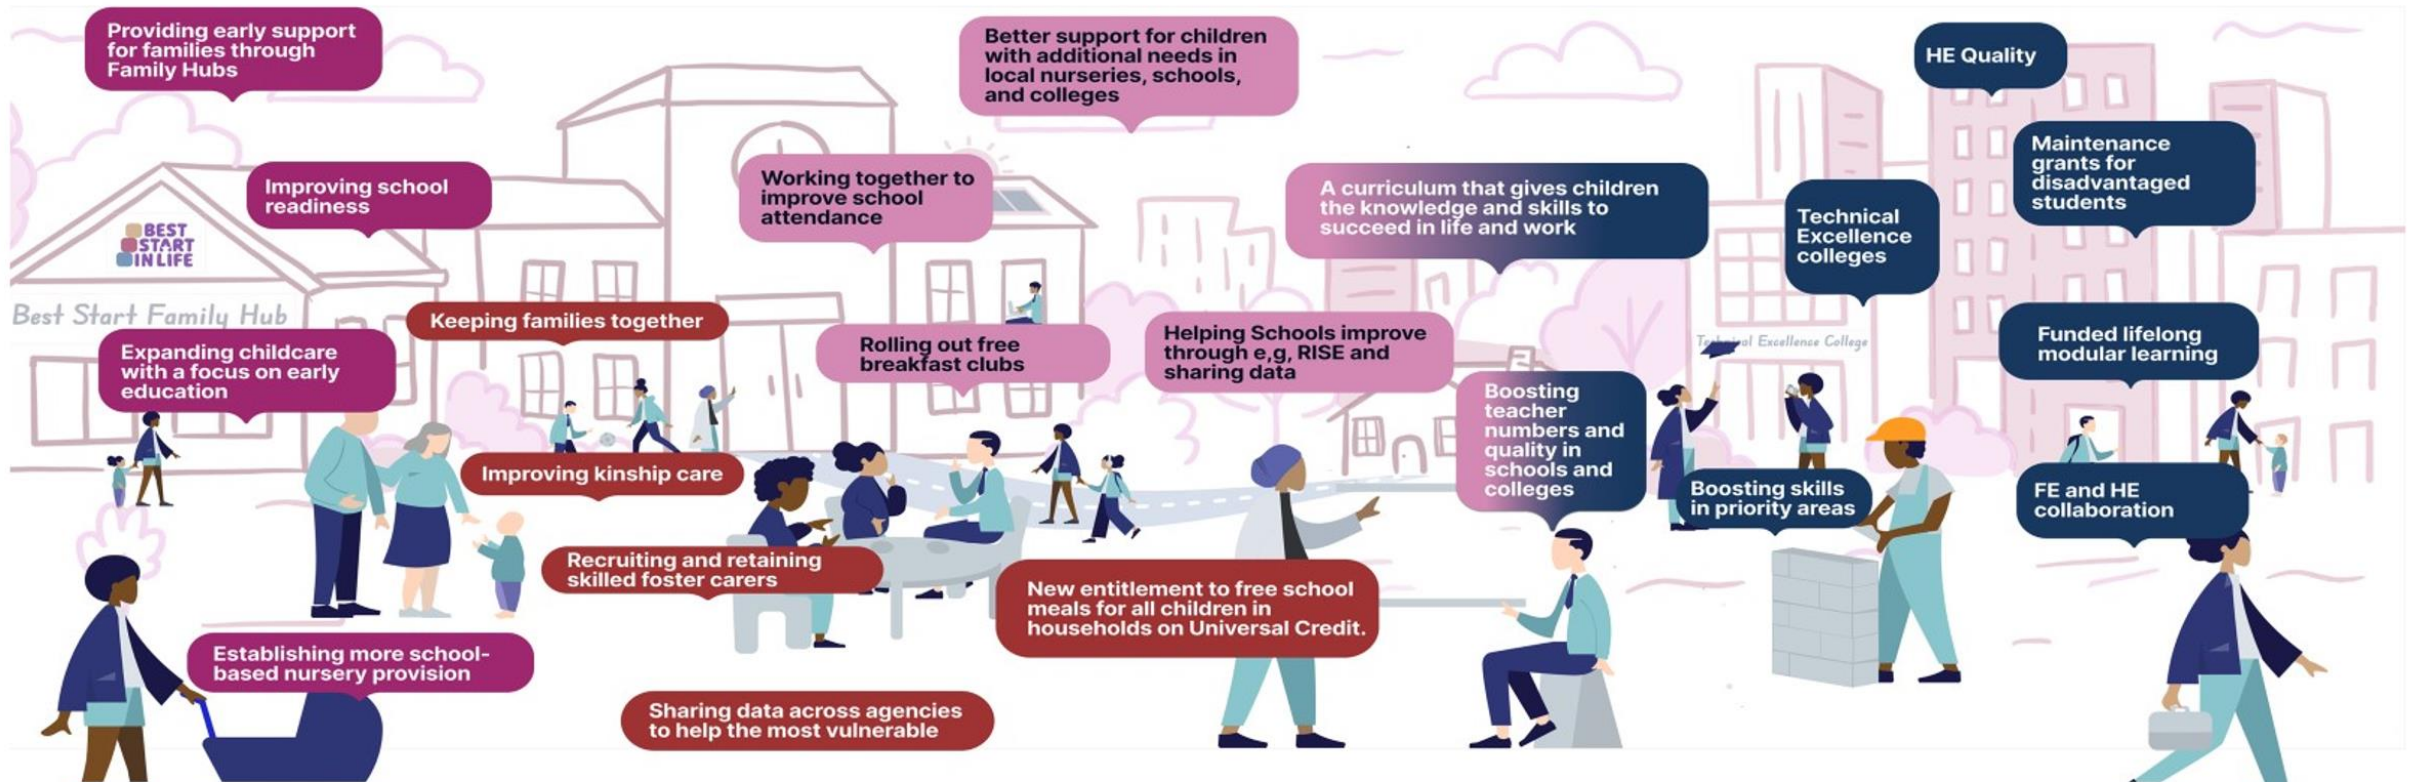 Providing early support
for families through
Family Hubs
Improving school
readiness
BEST
START
IN LIFE
Best Start Family Hub
Expanding childcare
with a focus on early
education
Establishing more school-
based nursery provision
Keeping families together
Improving kinship care
Recruiting and retaining
skilled foster carers
Sharing data across agencies
to help the most vulnerable
New entitlement to free school
meals for all children in
households on Universal Credit.
Better support for children
with additional needs in
local nurseries, schools,
and colleges
Working together to
improve school
attendance
Rolling out free
breakfast clubs
Helping Schools improve
through e,g, RISE and
sharing data
A curriculum that gives children
the knowledge and skills to
succeed in life and work
Boosting
teacher
numbers and
quality in
schools and
colleges
HE Quality
Maintenance
grants for
disadvantaged
students
Technical
Excellence
colleges
Technical Excellence College
Funded lifelong
modular learning
Boosting skills
in priority areas
FE and HE
collaboration